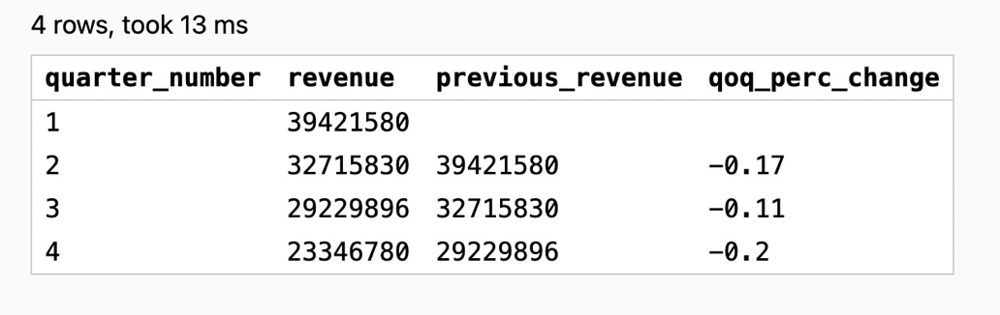 4 rows, took 13 ms
quarter_number revenue previous_revenue qoq_perc_change
1 39421580
2 32715830 39421580 −0.17
3 29229896 32715830 −0.11
4 23346780 29229896 −0.2